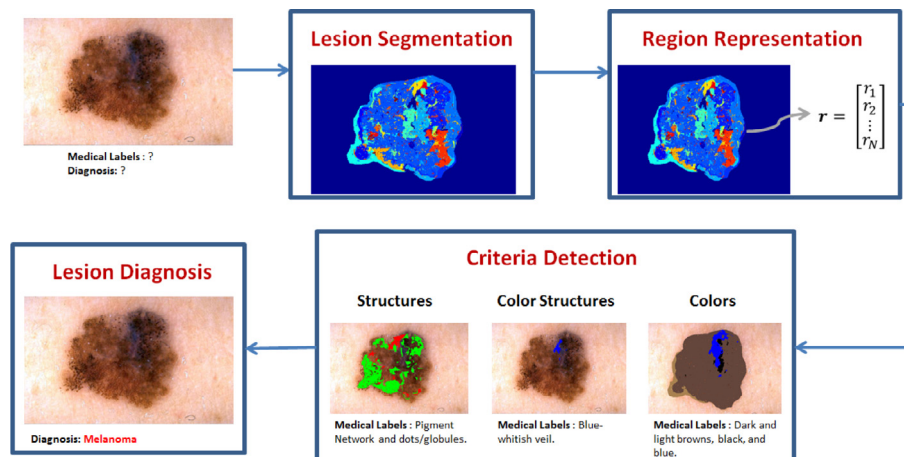 Lesion Segmentation
Region Representation
r = [r1 r2 ⋮ rN]
Medical Labels : ?
Diagnosis: ?
Lesion Diagnosis
Diagnosis: Melanoma
Criteria Detection
Structures
Color Structures
Colors
Medical Labels : Pigment
Network and dots/globules.
Medical Labels : Blue-
whitish veil.
Medical Labels : Dark and
light browns, black, and
blue.